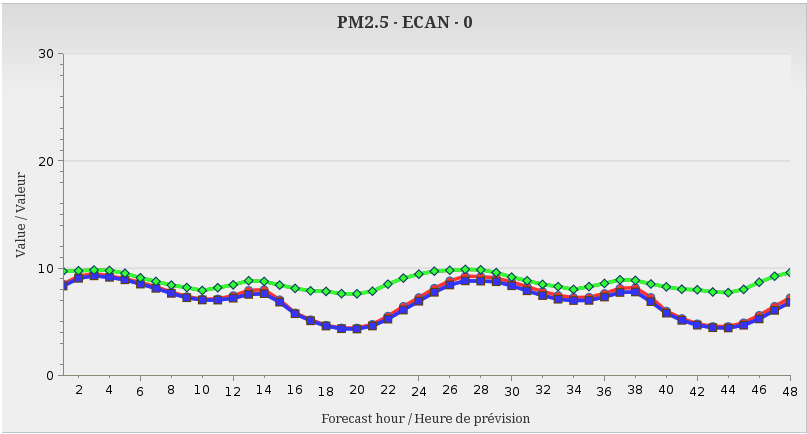 PM2.5 - ECAN - 0
30
20
10
0
Value / Valeur
2 4 6 8 10 12 14 16 18 20 22 24 26 28 30 32 34 36 38 40 42 44 46 48
Forecast hour / Heure de prévision